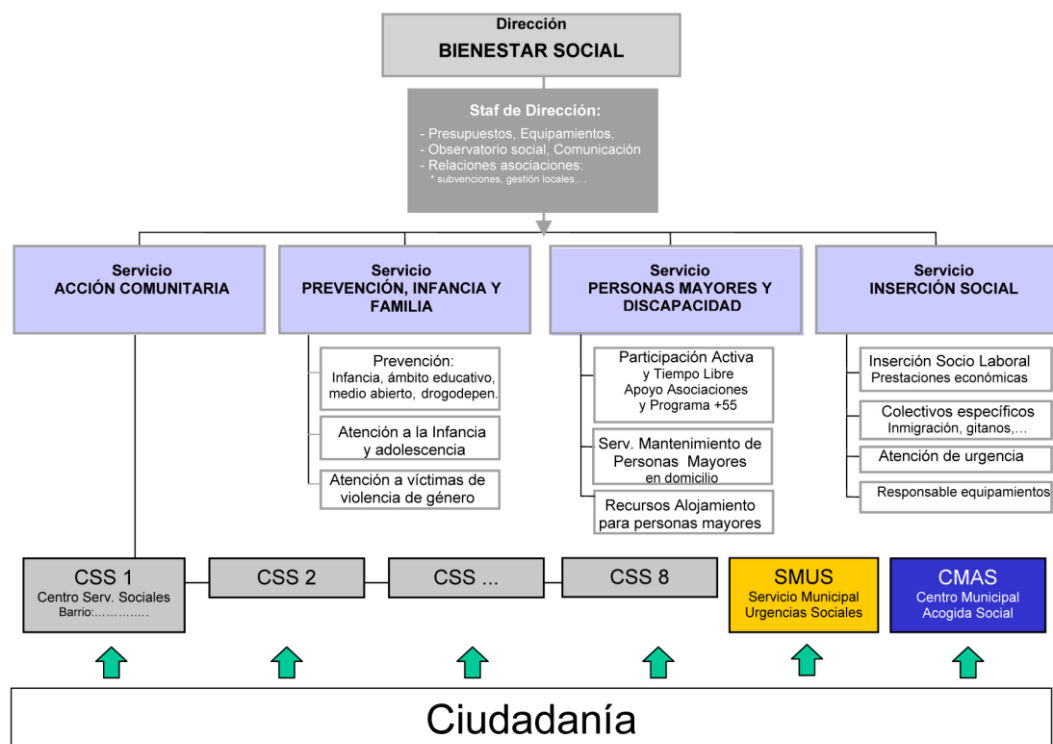 Dirección
BIENESTAR SOCIAL
Staf de Dirección:
- Presupuestos, Equipamientos,
- Observatorio social, Comunicación
- Relaciones asociaciones:
* subvenciones, gestión locales,...
Servicio
ACCIÓN COMUNITARIA
Servicio
PREVENCIÓN, INFANCIA Y
FAMILIA
Servicio
PERSONAS MAYORES Y
DISCAPACIDAD
Servicio
INSERCIÓN SOCIAL
Prevención:
Infancia, ámbito educativo,
medio abierto, drogodepen.
Atención a la Infancia
y adolescencia
Atención a víctimas de
violencia de género
Participación Activa
y Tiempo Libre
Apoyo Asociaciones
y Programa +55
Serv. Mantenimiento de
Personas Mayores
en domicilio
Recursos Alojamiento
para personas mayores
Inserción Socio Laboral
Prestaciones económicas
Colectivos específicos
Inmigración, gitanos,...
Atención de urgencia
Responsable equipamientos
CSS 1
Centro Serv. Sociales
Barrio:..............
CSS 2
CSS ...
CSS 8
SMUS
Servicio Municipal
Urgencias Sociales
CMAS
Centro Municipal
Acogida Social
Ciudadanía